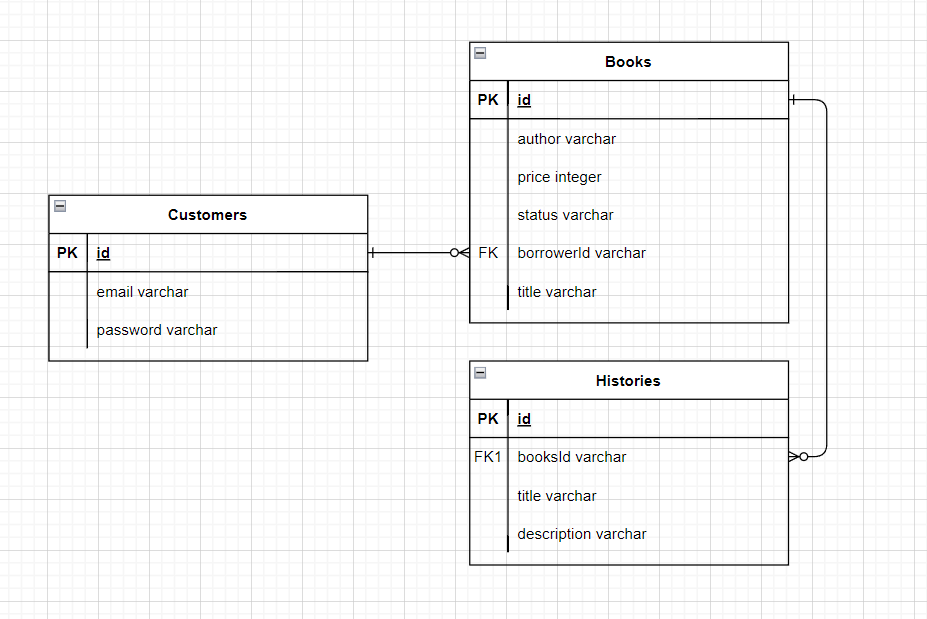 Books
PK id
author varchar
price integer
status varchar
FK borrowerId varchar
title varchar
Customers
PK id
email varchar
password varchar
Histories
PK id
FK1 booksId varchar
title varchar
description varchar